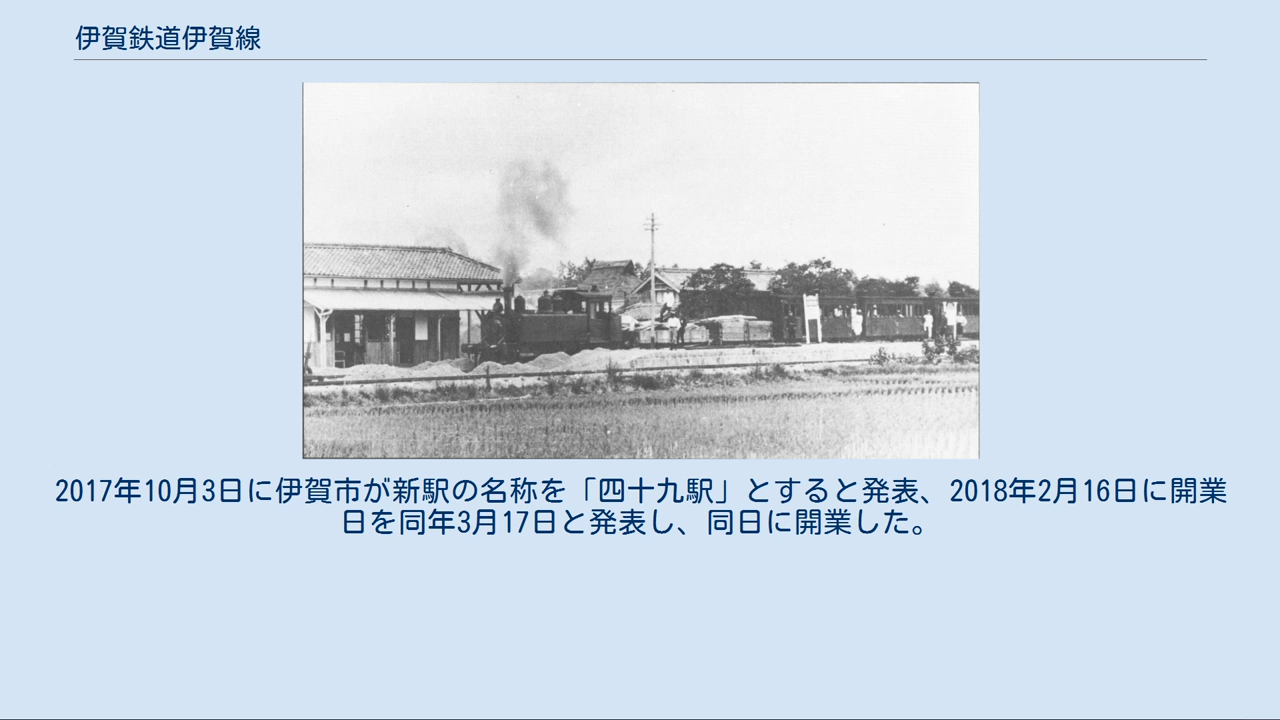 伊賀鉄道伊賀線
2017年10月3日に伊賀市が新駅の名称を「四十九駅」とすると発表、2018年2月16日に開業
日を同年3月17日と発表し、同日に開業した。